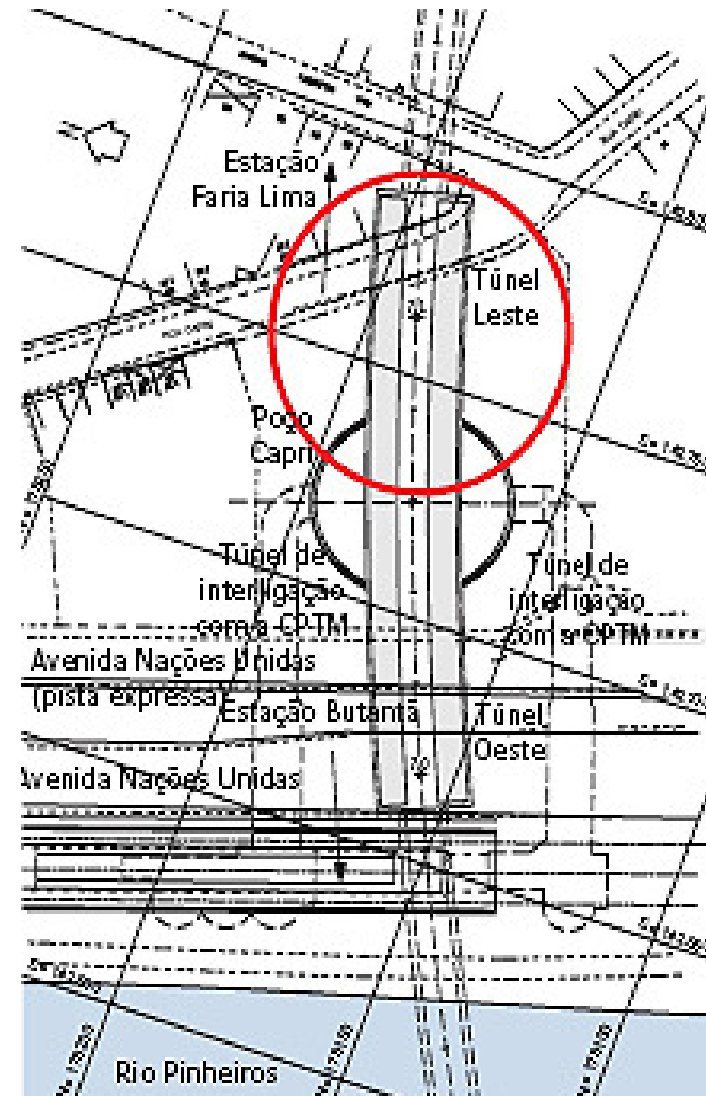 Estação
Faria Lima
Túnel
Leste
Poço
Capri
Túnel de
interligação
com a CPTM
Túnel de
interligação
com a CPTM
Avenida Nações Unidas
(pista expressa)
Estação Butantã
Túnel
Oeste
Avenida Nações Unidas
Rio Pinheiros